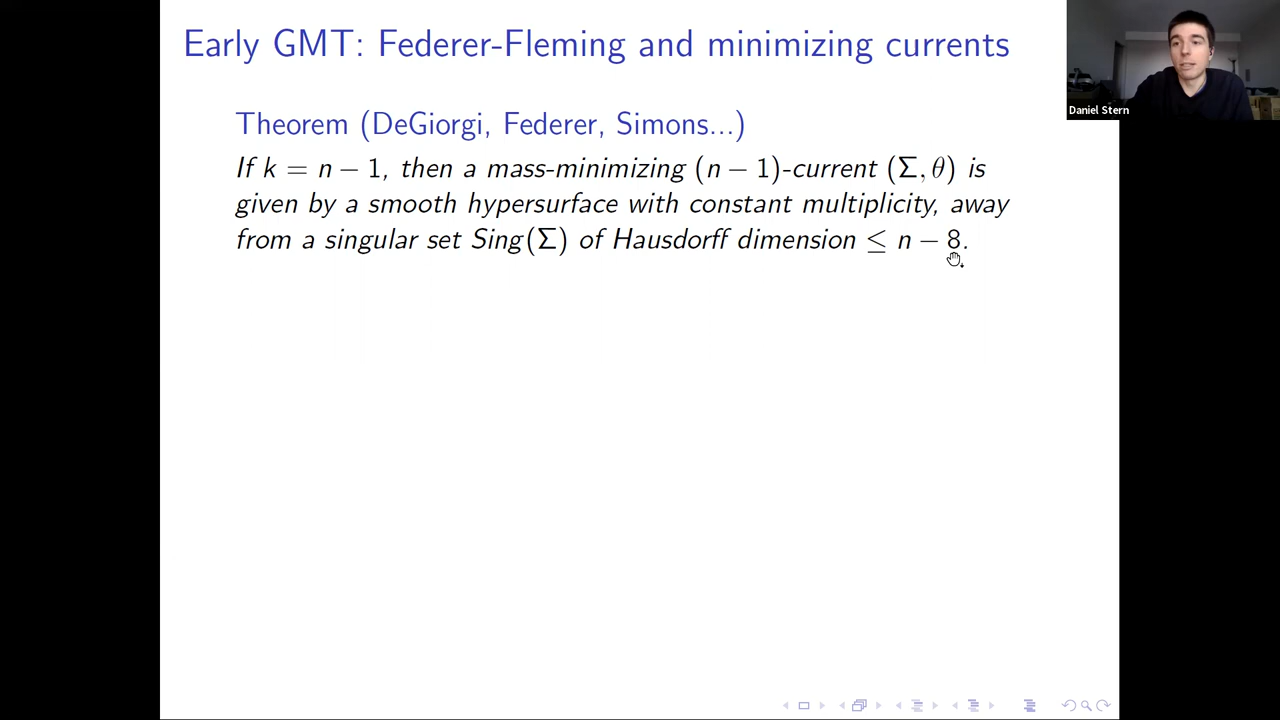 Early GMT: Federer-Fleming and minimizing currents
Daniel Stern
Theorem (DeGiorgi, Federer, Simons...)
If k = n − 1, then a mass-minimizing (n − 1)-current (Σ, θ) is
given by a smooth hypersurface with constant multiplicity, away
from a singular set Sing(Σ) of Hausdorff dimension ≤ n − 8.